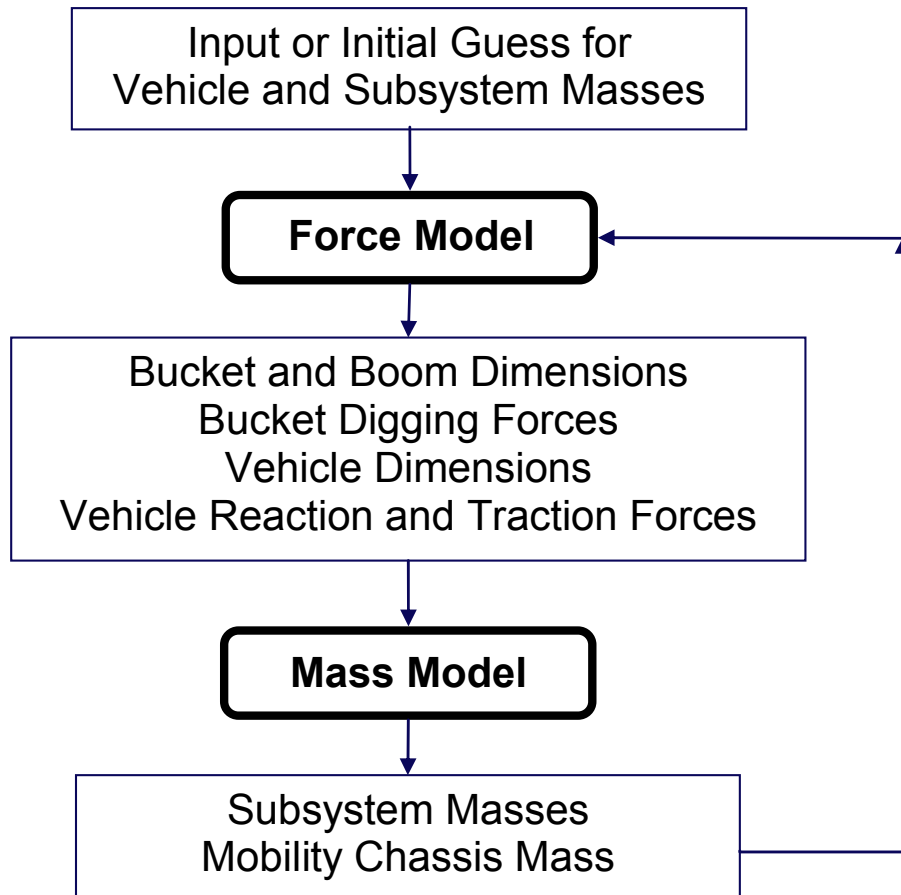 Input or Initial Guess for
Vehicle and Subsystem Masses
Force Model
Bucket and Boom Dimensions
Bucket Digging Forces
Vehicle Dimensions
Vehicle Reaction and Traction Forces
Mass Model
Subsystem Masses
Mobility Chassis Mass